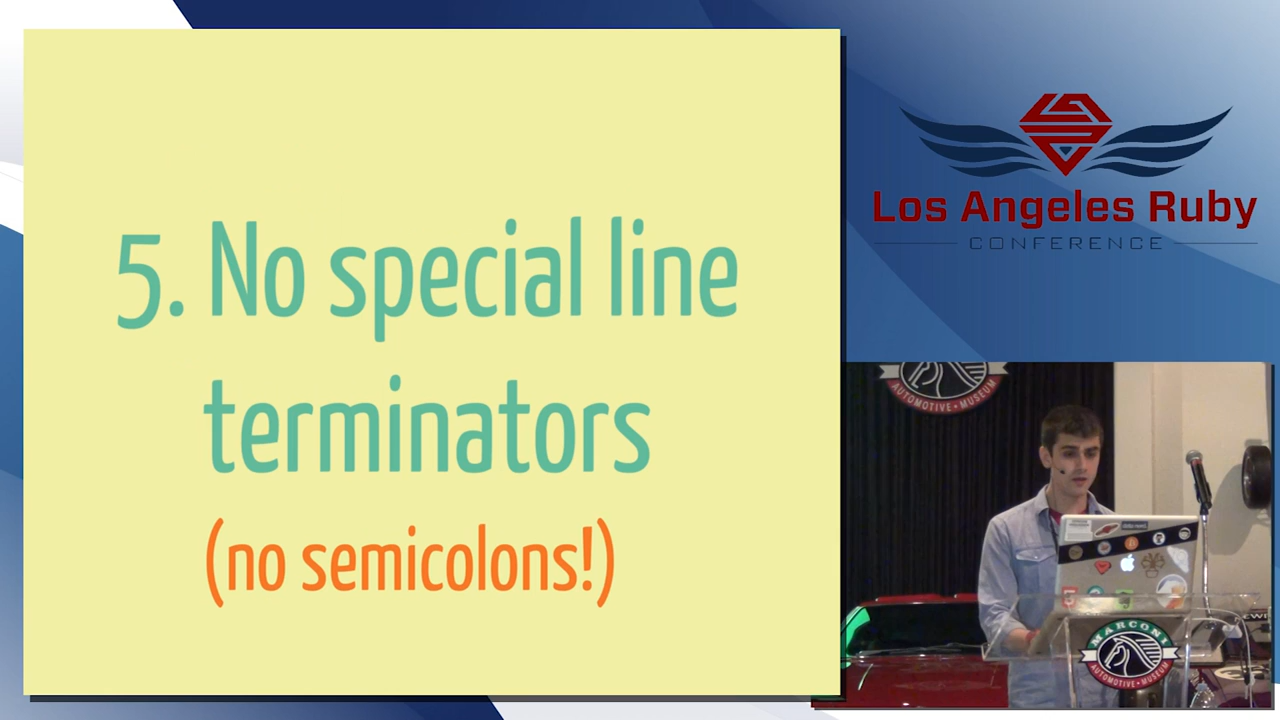 5. No special line
terminators
(no semicolons!)
Los Angeles Ruby
CONFERENCE
AUTOMOTIVE • MUSEUM
MARCONI
AUTOMOTIVE • MUSEUM